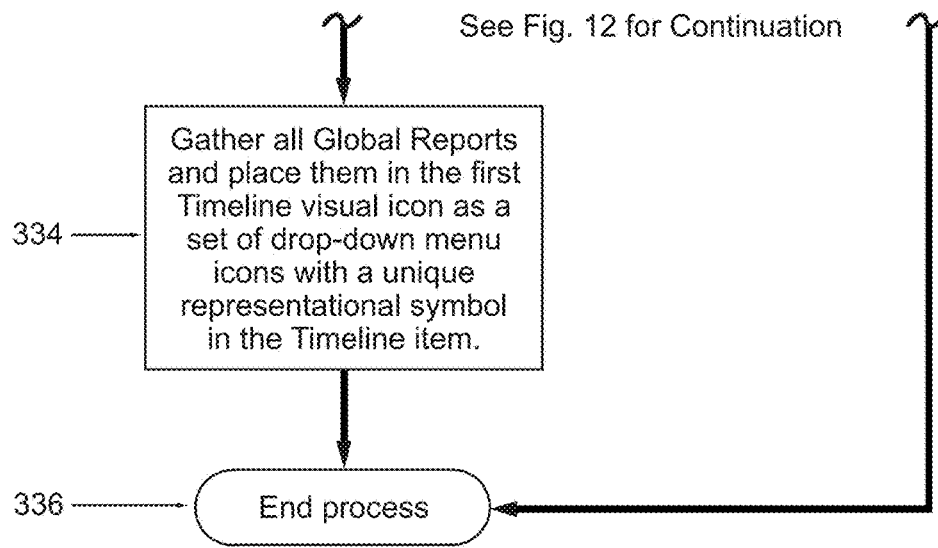 See Fig. 12 for Continuation
Gather all Global Reports
and place them in the first
Timeline visual icon as a
set of drop-down menu
icons with a unique
representational symbol
in the Timeline item.
334
End process
336